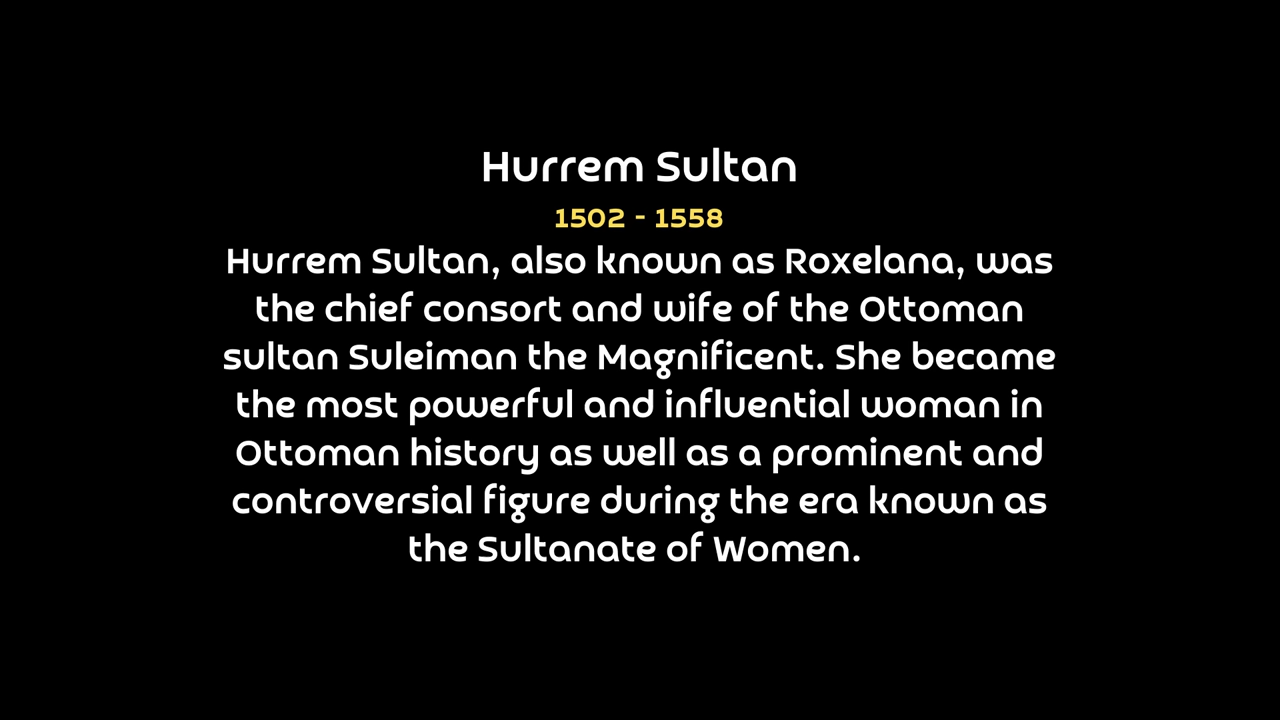 Hurrem Sultan
1502 - 1558
Hurrem Sultan, also known as Roxelana, was
the chief consort and wife of the Ottoman
sultan Suleiman the Magnificent. She became
the most powerful and influential woman in
Ottoman history as well as a prominent and
controversial figure during the era known as
the Sultanate of Women.